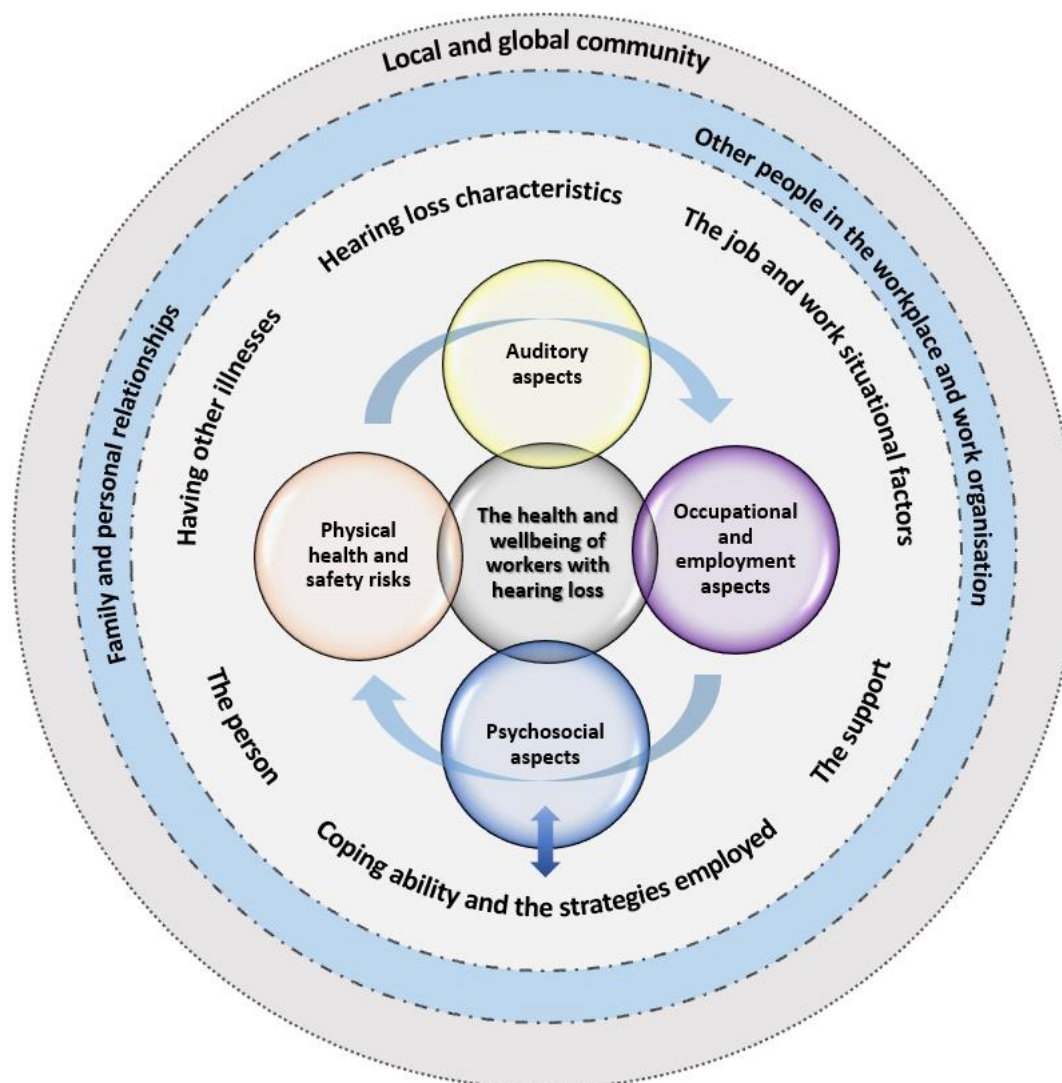 Local and global community
Other people in the workplace and work organisation
Family and personal relationships
Hearing loss characteristics
The job and work situational factors
Having other illnesses
Auditory
aspects
Physical
health and
safety risks
The health and
wellbeing of
workers with
hearing loss
Occupational
and
employment
aspects
Psychosocial
aspects
The person
The support
Coping ability and the strategies employed